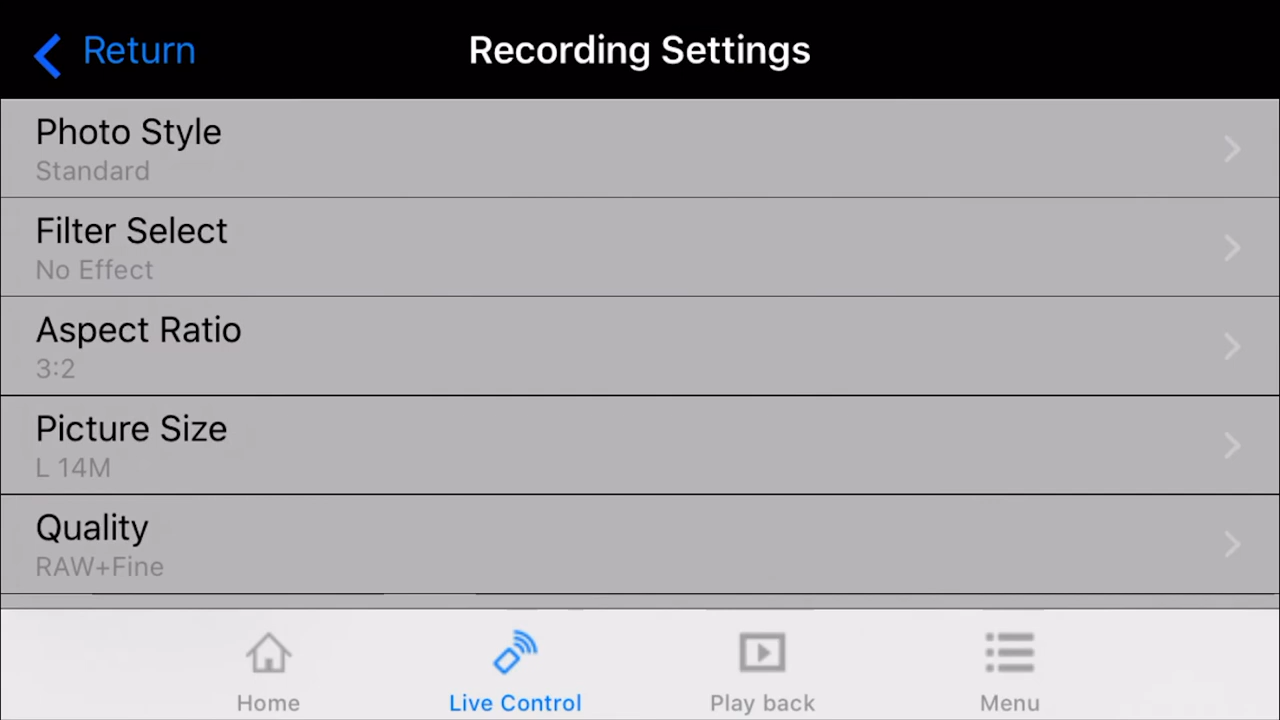 Return
Recording Settings
Photo Style
Standard
Filter Select
No Effect
Aspect Ratio
3:2
Picture Size
L 14M
Quality
RAW+Fine
Home
Live Control
Play back
Menu